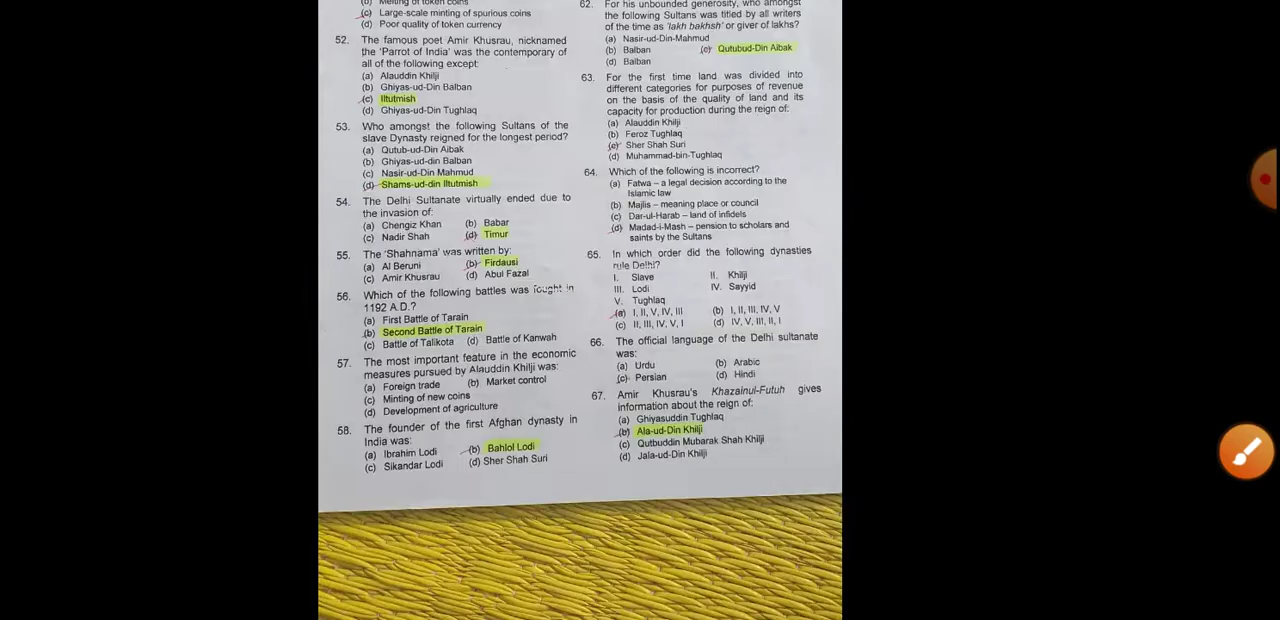 (b) Melting of token coins
(c) Large-scale minting of spurious coins
(d) Poor quality of token currency
52. The famous poet Amir Khusrau, nicknamed
the 'Parrot of India' was the contemporary of
all of the following except:
(a) Alauddin Khilji
(b) Ghiyas-ud-Din Balban
(c) Iltutmish
(d) Ghiyas-ud-Din Tughlaq
53. Who amongst the following Sultans of the
slave Dynasty reigned for the longest period?
(a) Qutub-ud-Din Aibak
(b) Ghiyas-ud-din Balban
(c) Nasir-ud-Din Mahmud
(d) Shams-ud-din Iltutmish
54. The Delhi Sultanate virtually ended due to
the invasion of:
(a) Chengiz Khan (b) Babar
(c) Nadir Shah (d) Timur
55. The 'Shahnama' was written by:
(a) Al Beruni (b) Firdausi
(c) Amir Khusrau (d) Abul Fazal
56. Which of the following battles was fought in
1192 A.D.?
(a) First Battle of Tarain
(b) Second Battle of Tarain
(c) Battle of Talikota (d) Battle of Kanwah
57. The most important feature in the economic
measures pursued by Alauddin Khilji was:
(a) Foreign trade (b) Market control
(c) Minting of new coins
(d) Development of agriculture
58. The founder of the first Afghan dynasty in
India was:
(a) Ibrahim Lodi (b) Bahlol Lodi
(c) Sikandar Lodi (d) Sher Shah Suri
62. For his unbounded generosity, who amongst
the following Sultans was titled by all writers
of the time as 'lakh bakhsh' or giver of lakhs?
(a) Nasir-ud-Din-Mahmud
(b) Balban (c) Qutubud-Din Aibak
(d) Balban
63. For the first time land was divided into
different categories for purposes of revenue
on the basis of the quality of land and its
capacity for production during the reign of:
(a) Alauddin Khilji
(b) Feroz Tughlaq
(c) Sher Shah Suri
(d) Muhammad-bin-Tughlaq
64. Which of the following is incorrect?
(a) Fatwa – a legal decision according to the
Islamic law
(b) Majlis – meaning place or council
(c) Dar-ul-Harab – land of infidels
(d) Madad-i-Mash – pension to scholars and
saints by the Sultans
65. In which order did the following dynasties
rule Delhi?
I. Slave II. Khilji
III. Lodi IV. Sayyid
V. Tughlaq
(a) I, II, V, IV, III (b) I, II, III, IV, V
(c) II, III, IV, V, I (d) IV, V, III, II, I
66. The official language of the Delhi sultanate
was:
(a) Urdu (b) Arabic
(c) Persian (d) Hindi
67. Amir Khusrau's Khazainul-Futuh gives
information about the reign of:
(a) Ghiyasuddin Tughlaq
(b) Ala-ud-Din Khilji
(c) Qutbuddin Mubarak Shah Khilji
(d) Jala-ud-Din Khilji